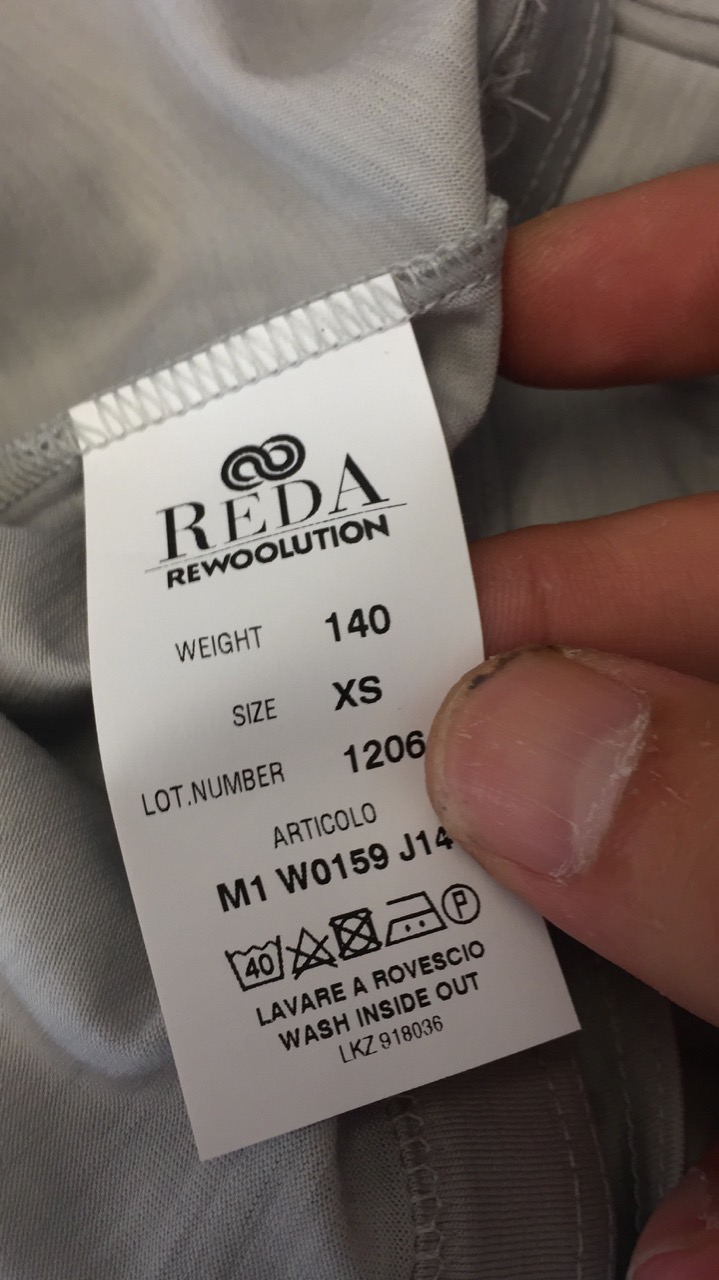 REDA
REWOOLUTION
WEIGHT 140
SIZE XS
LOT.NUMBER 1206
ARTICOLO
M1 W0159 J14
40 P
LAVARE A ROVESCIO
WASH INSIDE OUT
LKZ 918036